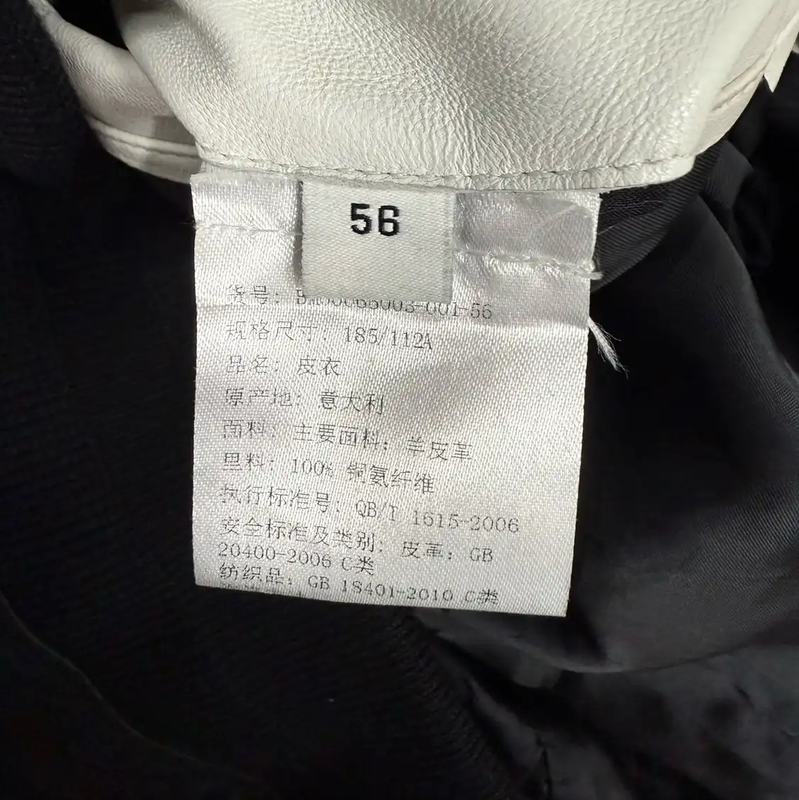 56
货号:
规格尺寸: 185/112A
品名: 皮衣
原产地: 意大利
面料: 主要面料: 羊皮革
里料: 100% 铜氨纤维
执行标准号: QB/T 1615-2006
安全标准及类别: 皮革: GB
20400-2006 C类
纺织品: GB 18401-2010 C类